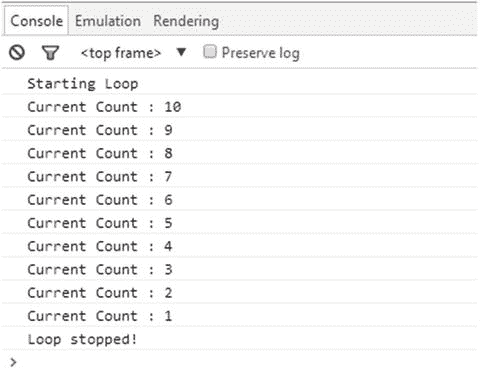 Console Emulation Rendering
<top frame> ▼ Preserve log
Starting Loop
Current Count : 10
Current Count : 9
Current Count : 8
Current Count : 7
Current Count : 6
Current Count : 5
Current Count : 4
Current Count : 3
Current Count : 2
Current Count : 1
Loop stopped!
>